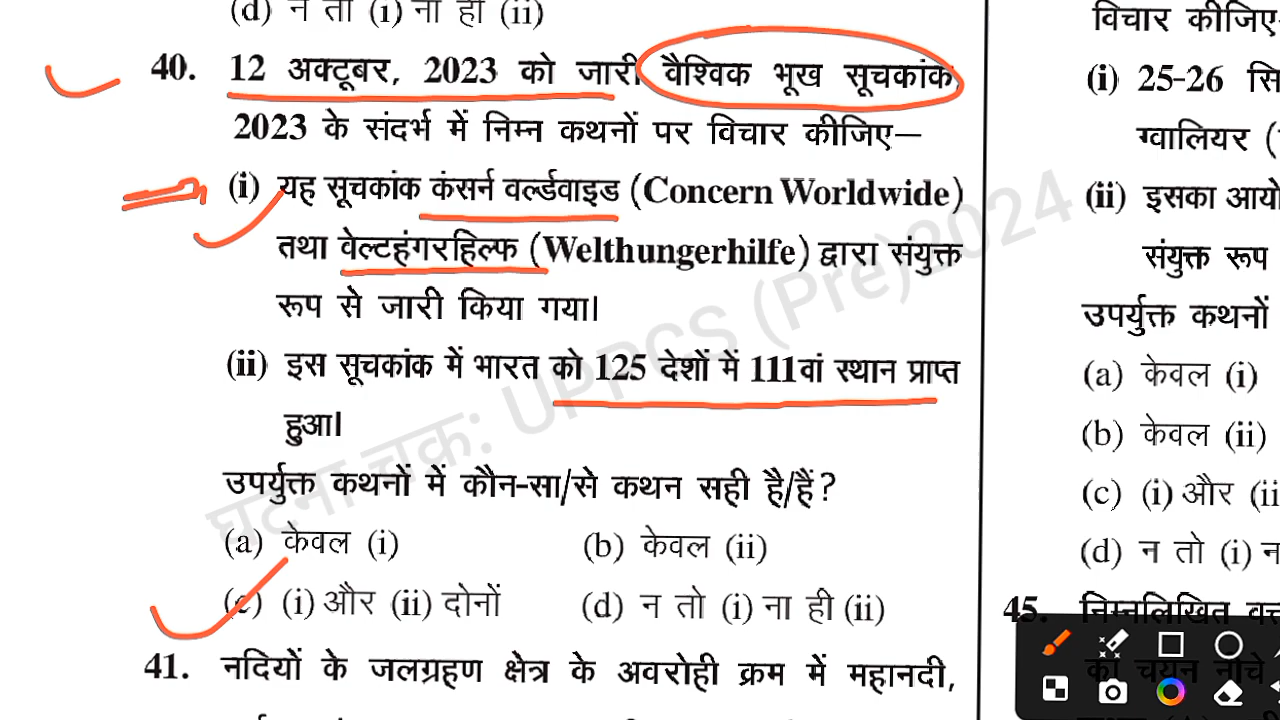 (d) न तो (i) ना ही (ii)
40. 12 अक्टूबर, 2023 को जारी वैश्विक भूख सूचकांक,
2023 के संदर्भ में निम्न कथनों पर विचार कीजिए—
(i) यह सूचकांक कंसर्न वर्ल्डवाइड (Concern Worldwide)
तथा वेल्टहंगरहिल्फ (Welthungerhilfe) द्वारा संयुक्त
रूप से जारी किया गया।
(ii) इस सूचकांक में भारत को 125 देशों में 111वां स्थान प्राप्त
हुआ।
उपर्युक्त कथनों में कौन-सा/से कथन सही है/हैं?
(a) केवल (i) (b) केवल (ii)
(c) (i) और (ii) दोनों (d) न तो (i) ना ही (ii)
41. नदियों के जलग्रहण क्षेत्र के अवरोही क्रम में महानदी,
घटना चक्र: UPPCS (Pre) 2024
विचार कीजिए
(i) 25-26
ग्वालियर
(ii) इसका
संयुक्त रूप
उपर्युक्त कथनों
(a) केवल (i)
(b) केवल (ii)
(c) (i) और (ii
(d) न तो (i)
45. निम्नलिखित
का चयन नीचे